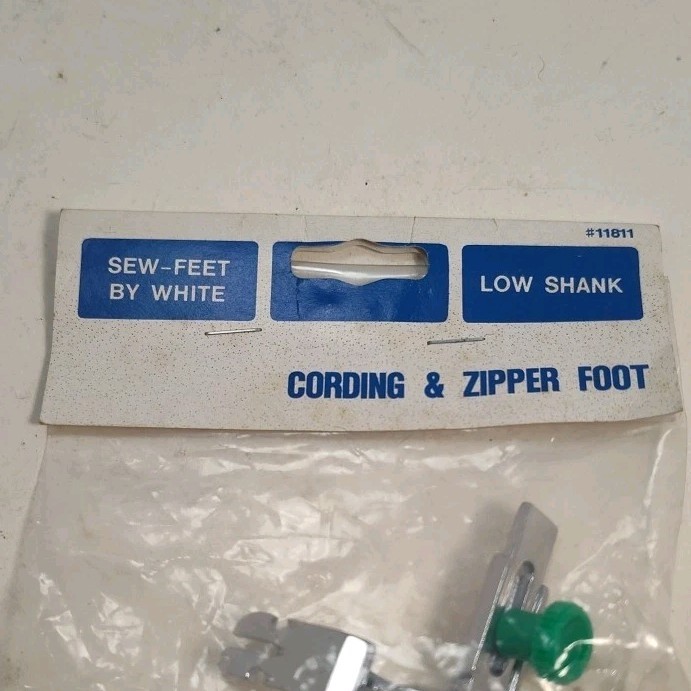 #11811
SEW-FEET
BY WHITE
LOW SHANK
CORDING & ZIPPER FOOT